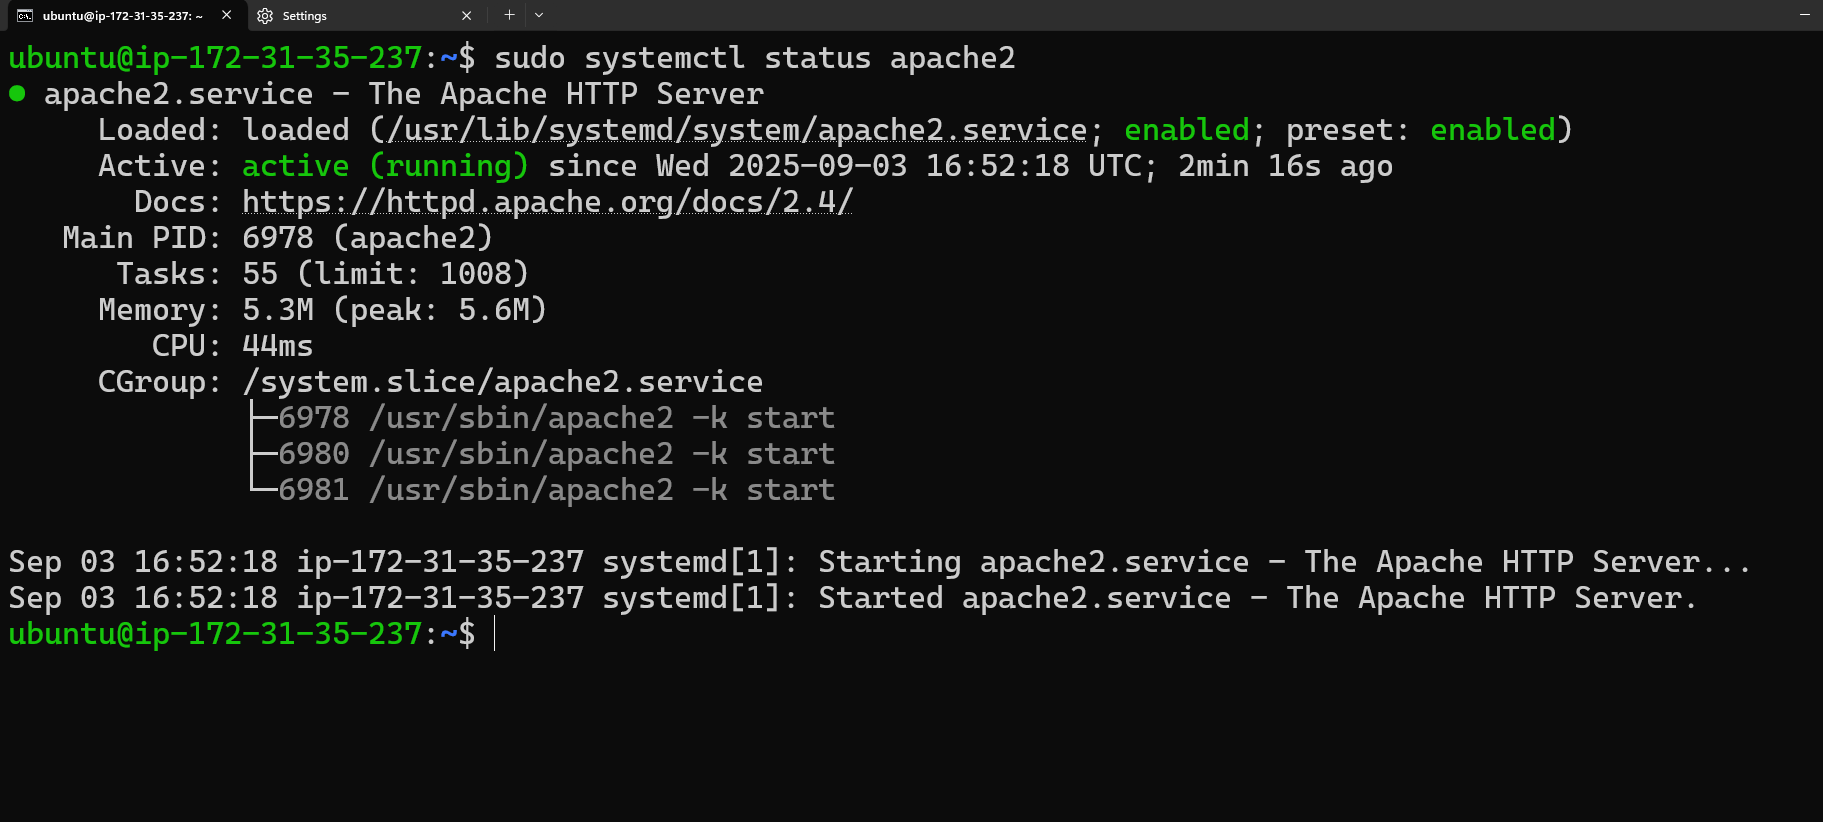 ubuntu@ip-172-31-35-237: ~
Settings
ubuntu@ip-172-31-35-237:~$ sudo systemctl status apache2
● apache2.service - The Apache HTTP Server
     Loaded: loaded (/usr/lib/systemd/system/apache2.service; enabled; preset: enabled)
     Active: active (running) since Wed 2025-09-03 16:52:18 UTC; 2min 16s ago
       Docs: https://httpd.apache.org/docs/2.4/
   Main PID: 6978 (apache2)
      Tasks: 55 (limit: 1008)
     Memory: 5.3M (peak: 5.6M)
        CPU: 44ms
     CGroup: /system.slice/apache2.service
             ├─6978 /usr/sbin/apache2 -k start
             ├─6980 /usr/sbin/apache2 -k start
             └─6981 /usr/sbin/apache2 -k start
Sep 03 16:52:18 ip-172-31-35-237 systemd[1]: Starting apache2.service - The Apache HTTP Server...
Sep 03 16:52:18 ip-172-31-35-237 systemd[1]: Started apache2.service - The Apache HTTP Server.
ubuntu@ip-172-31-35-237:~$